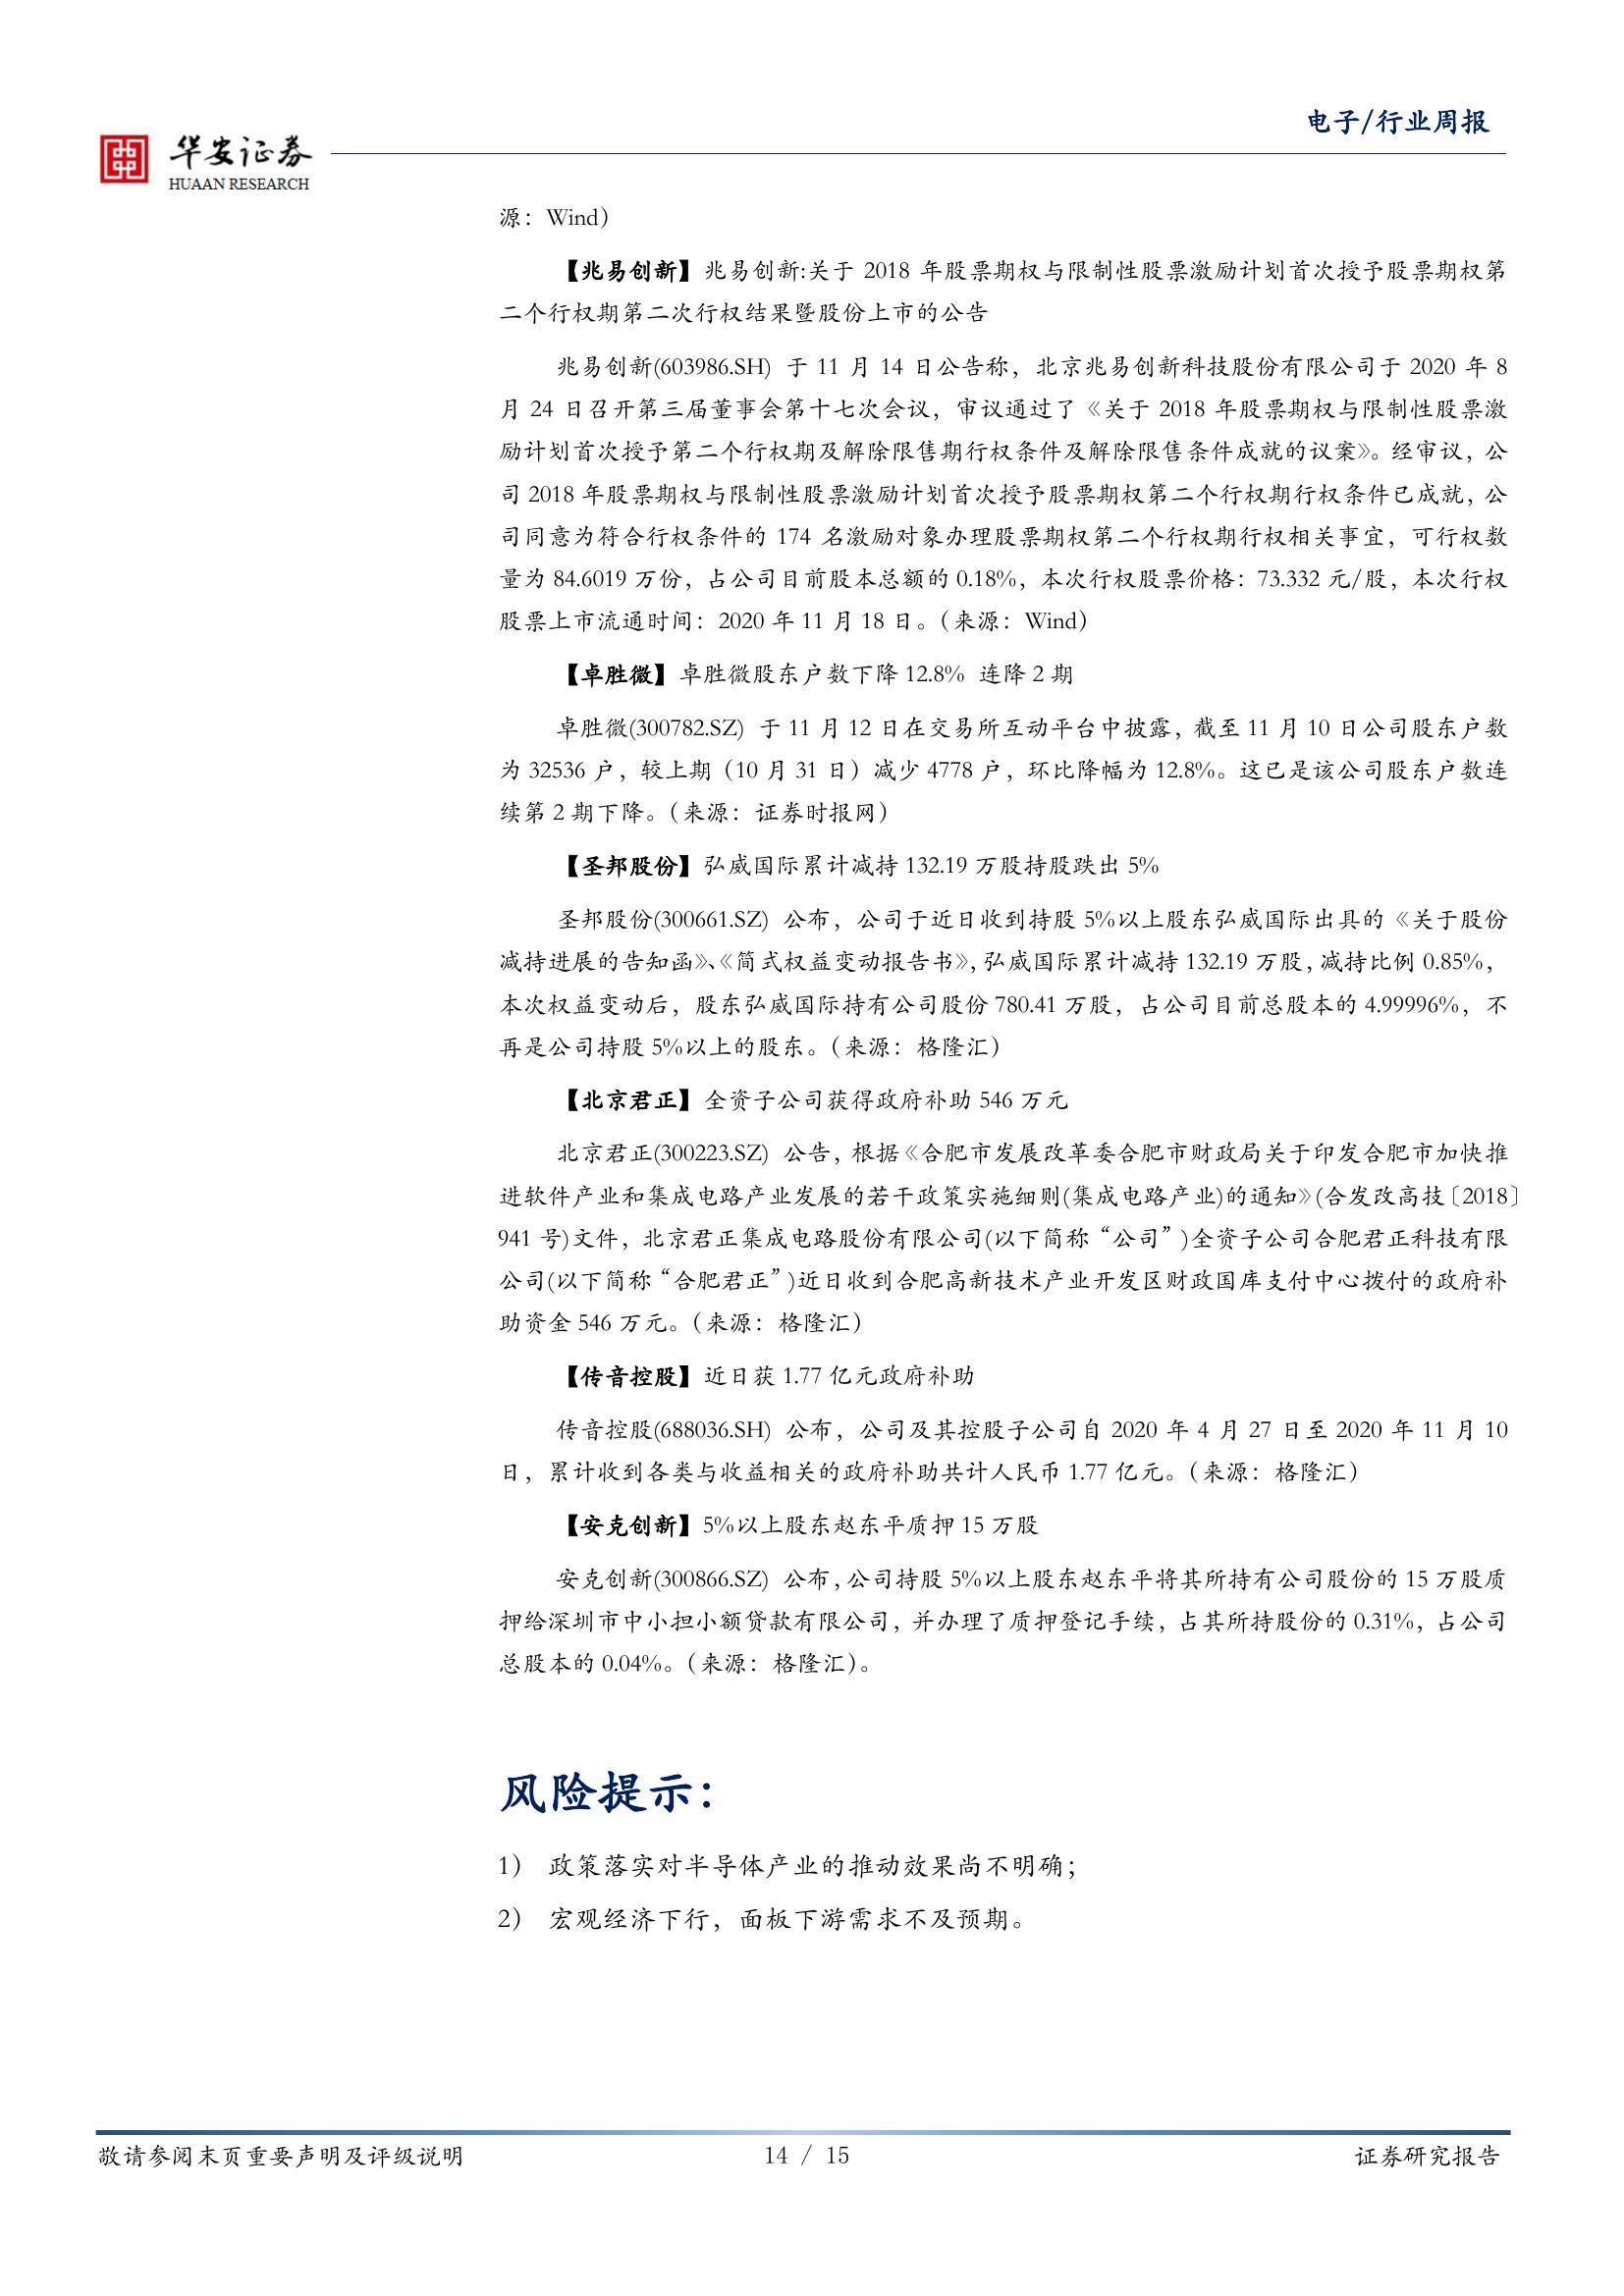 电子/行业周报
华安证券
HUAAN RESEARCH
源：Wind）
【兆易创新】兆易创新:关于 2018 年股票期权与限制性股票激励计划首次授予股票期权第
二个行权期第二次行权结果暨股份上市的公告
兆易创新(603986.SH) 于 11 月 14 日公告称，北京兆易创新科技股份有限公司于 2020 年 8
月 24 日召开第三届董事会第十七次会议，审议通过了《关于 2018 年股票期权与限制性股票激
励计划首次授予第二个行权期及解除限售期行权条件及解除限售条件成就的议案》。经审议，公
司 2018 年股票期权与限制性股票激励计划首次授予股票期权第二个行权期行权条件已成就，公
司同意为符合行权条件的 174 名激励对象办理股票期权第二个行权期行权相关事宜，可行权数
量为 84.6019 万份，占公司目前股本总额的 0.18%，本次行权股票价格：73.332 元/股，本次行权
股票上市流通时间：2020 年 11 月 18 日。（来源：Wind）
【卓胜微】卓胜微股东户数下降 12.8% 连降 2 期
卓胜微(300782.SZ) 于 11 月 12 日在交易所互动平台中披露，截至 11 月 10 日公司股东户数
为 32536 户，较上期（10 月 31 日）减少 4778 户，环比降幅为 12.8%。这已是该公司股东户数连
续第 2 期下降。（来源：证券时报网）
【圣邦股份】弘威国际累计减持 132.19 万股持股跌出 5%
圣邦股份(300661.SZ) 公布，公司于近日收到持股 5%以上股东弘威国际出具的《关于股份
减持进展的告知函》、《简式权益变动报告书》，弘威国际累计减持 132.19 万股，减持比例 0.85%，
本次权益变动后，股东弘威国际持有公司股份 780.41 万股，占公司目前总股本的 4.99996%，不
再是公司持股 5%以上的股东。（来源：格隆汇）
【北京君正】全资子公司获得政府补助 546 万元
北京君正(300223.SZ) 公告，根据《合肥市发展改革委合肥市财政局关于印发合肥市加快推
进软件产业和集成电路产业发展的若干政策实施细则(集成电路产业)的通知》(合发改高技〔2018〕
941 号)文件，北京君正集成电路股份有限公司(以下简称“公司”)全资子公司合肥君正科技有限
公司(以下简称“合肥君正”)近日收到合肥高新技术产业开发区财政国库支付中心拨付的政府补
助资金 546 万元。（来源：格隆汇）
【传音控股】近日获 1.77 亿元政府补助
传音控股(688036.SH) 公布，公司及其控股子公司自 2020 年 4 月 27 日至 2020 年 11 月 10
日，累计收到各类与收益相关的政府补助共计人民币 1.77 亿元。（来源：格隆汇）
【安克创新】5%以上股东赵东平质押 15 万股
安克创新(300866.SZ) 公布，公司持股 5%以上股东赵东平将其所持有公司股份的 15 万股质
押给深圳市中小担小额贷款有限公司，并办理了质押登记手续，占其所持股份的 0.31%，占公司
总股本的 0.04%。（来源：格隆汇）。
风险提示：
1） 政策落实对半导体产业的推动效果尚不明确；
2） 宏观经济下行，面板下游需求不及预期。
敬请参阅末页重要声明及评级说明
14 / 15
证券研究报告